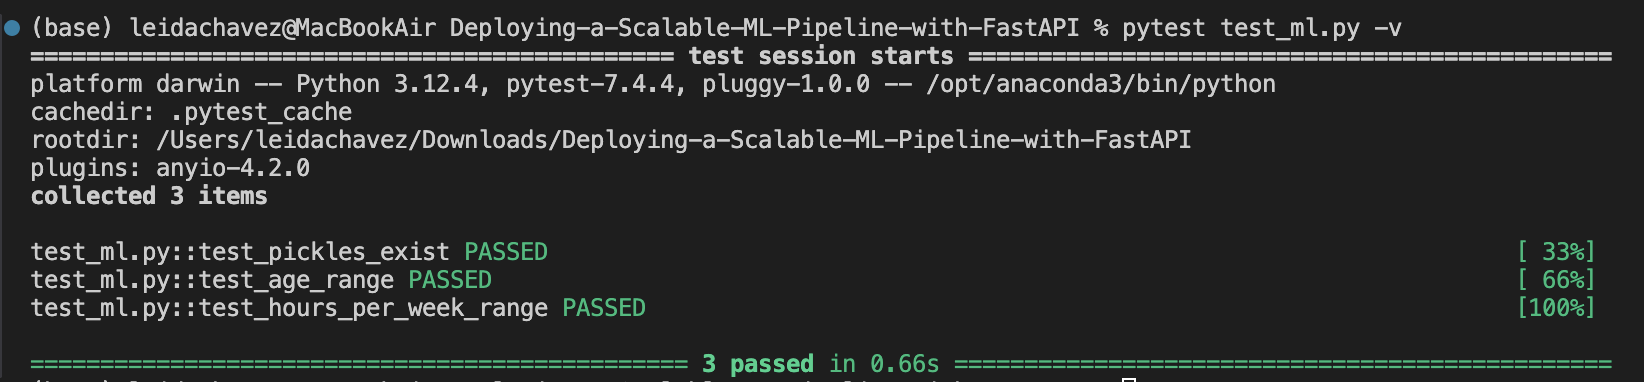 (base) leidachavez@MacBookAir Deploying-a-Scalable-ML-Pipeline-with-FastAPI % pytest test_ml.py -v
============================================== test session starts ==============================================
platform darwin -- Python 3.12.4, pytest-7.4.4, pluggy-1.0.0 -- /opt/anaconda3/bin/python
cachedir: .pytest_cache
rootdir: /Users/leidachavez/Downloads/Deploying-a-Scalable-ML-Pipeline-with-FastAPI
plugins: anyio-4.2.0
collected 3 items
test_ml.py::test_pickles_exist PASSED [ 33%]
test_ml.py::test_age_range PASSED [ 66%]
test_ml.py::test_hours_per_week_range PASSED [100%]
=============================================== 3 passed in 0.66s ===============================================